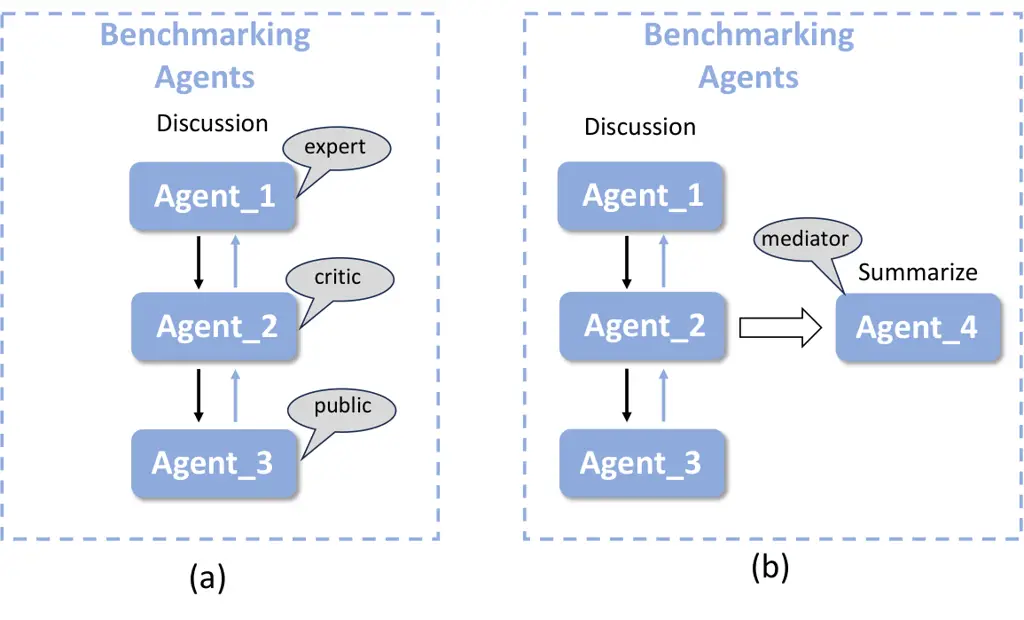 Benchmarking
Agents
Discussion
expert
Agent_1
critic
Agent_2
public
Agent_3
(a)
Benchmarking
Agents
Discussion
Agent_1
mediator
Summarize
Agent_2
Agent_4
Agent_3
(b)